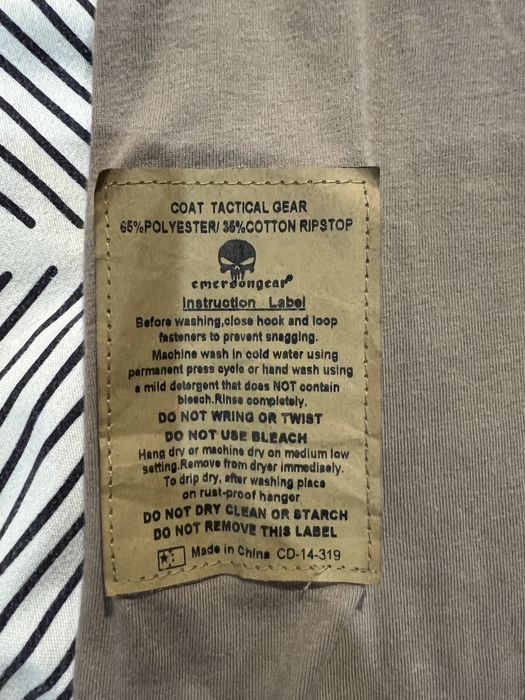 COAT TACTICAL GEAR
65%POLYESTER/ 35%COTTON RIPSTOP
emersongear®
Instruction Label
Before washing,close hook and loop
fasteners to prevent snagging.
Machine wash in cold water using
permanent press cycle or hand wash using
a mild detergent that does NOT contain
bleach.Rinse completely.
DO NOT WRING OR TWIST
DO NOT USE BLEACH
Hang dry or machine dry on medium low
setting.Remove from dryer immediaely.
To drip dry, after washing place
on rust-proof hanger
DO NOT DRY CLEAN OR STARCH
DO NOT REMOVE THIS LABEL
Made in China CD-14-319